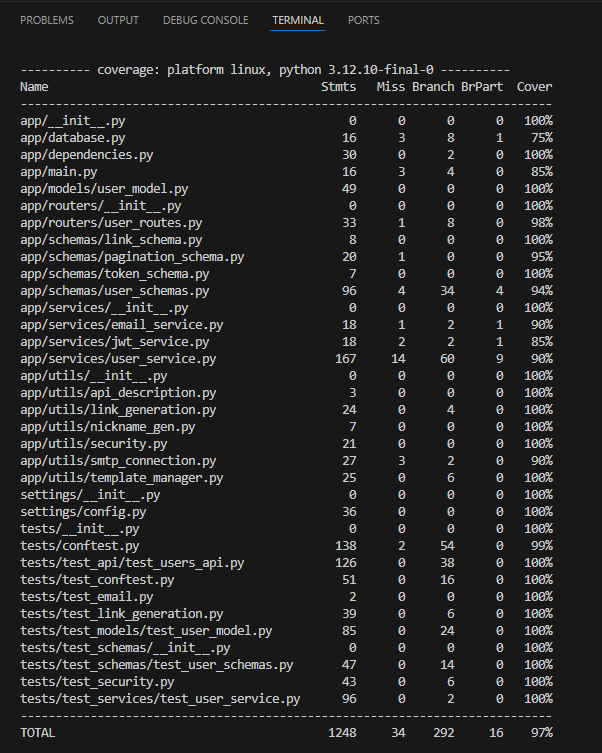 PROBLEMS OUTPUT DEBUG CONSOLE TERMINAL PORTS
---------- coverage: platform linux, python 3.12.10-final-0 ----------
Name Stmts Miss Branch BrPart Cover
----------------------------------------------------------------------------
app/__init__.py 0 0 0 0 100%
app/database.py 16 3 8 1 75%
app/dependencies.py 30 0 2 0 100%
app/main.py 16 3 4 0 85%
app/models/user_model.py 49 0 0 0 100%
app/routers/__init__.py 0 0 0 0 100%
app/routers/user_routes.py 33 1 8 0 98%
app/schemas/link_schema.py 8 0 0 0 100%
app/schemas/pagination_schema.py 20 1 0 0 95%
app/schemas/token_schema.py 7 0 0 0 100%
app/schemas/user_schemas.py 96 4 34 4 94%
app/services/__init__.py 0 0 0 0 100%
app/services/email_service.py 18 1 2 1 90%
app/services/jwt_service.py 18 2 2 1 85%
app/services/user_service.py 167 14 60 9 90%
app/utils/__init__.py 0 0 0 0 100%
app/utils/api_description.py 3 0 0 0 100%
app/utils/link_generation.py 24 0 4 0 100%
app/utils/nickname_gen.py 7 0 0 0 100%
app/utils/security.py 21 0 0 0 100%
app/utils/smtp_connection.py 27 3 2 0 90%
app/utils/template_manager.py 25 0 6 0 100%
settings/__init__.py 0 0 0 0 100%
settings/config.py 36 0 0 0 100%
tests/__init__.py 0 0 0 0 100%
tests/conftest.py 138 2 54 0 99%
tests/test_api/test_users_api.py 126 0 38 0 100%
tests/test_conftest.py 51 0 16 0 100%
tests/test_email.py 2 0 0 0 100%
tests/test_link_generation.py 39 0 6 0 100%
tests/test_models/test_user_model.py 85 0 24 0 100%
tests/test_schemas/__init__.py 0 0 0 0 100%
tests/test_schemas/test_user_schemas.py 47 0 14 0 100%
tests/test_security.py 43 0 6 0 100%
tests/test_services/test_user_service.py 96 0 2 0 100%
----------------------------------------------------------------------------
TOTAL 1248 34 292 16 97%